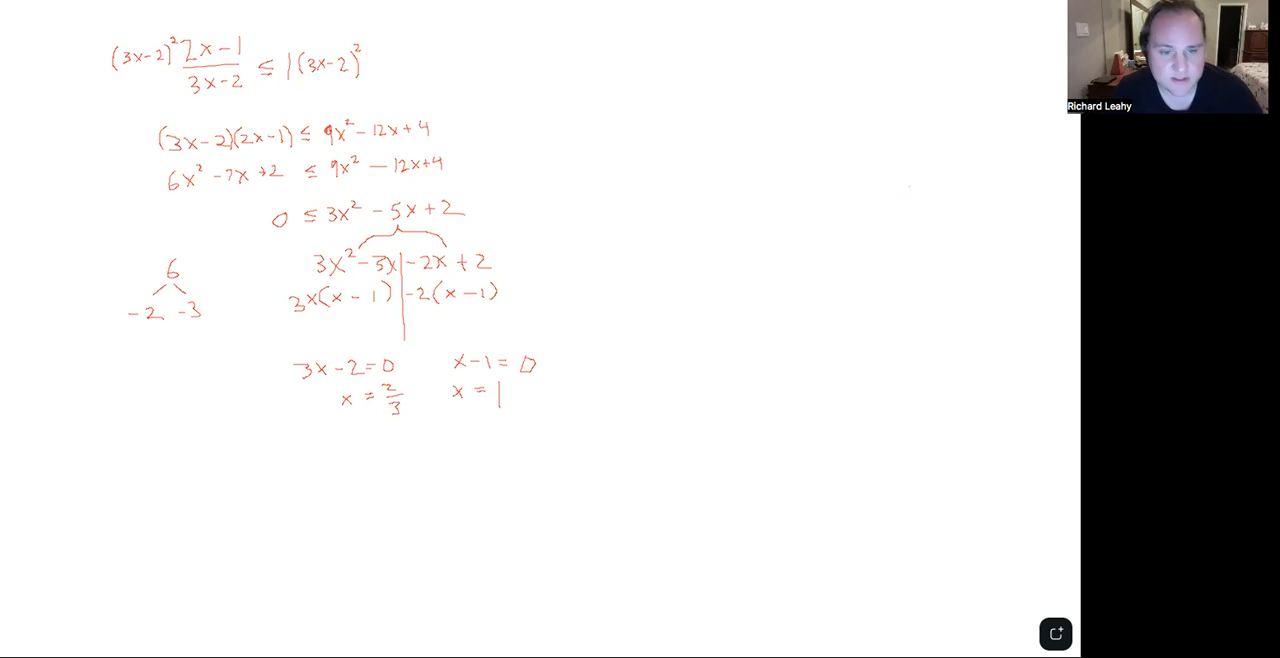 (3x-2)² 2x-1/3x-2 ≤ 1(3x-2)²
(3x-2)(2x-1) ≤ 9x² - 12x + 4
6x² - 7x + 2 ≤ 9x² - 12x + 4
0 ≤ 3x² - 5x + 2
3x² - 3x | - 2x + 2
3x(x - 1) | -2(x - 1)
6
-2 -3
3x - 2 = 0 x - 1 = 0
x = 2/3 x = 1
Richard Leahy